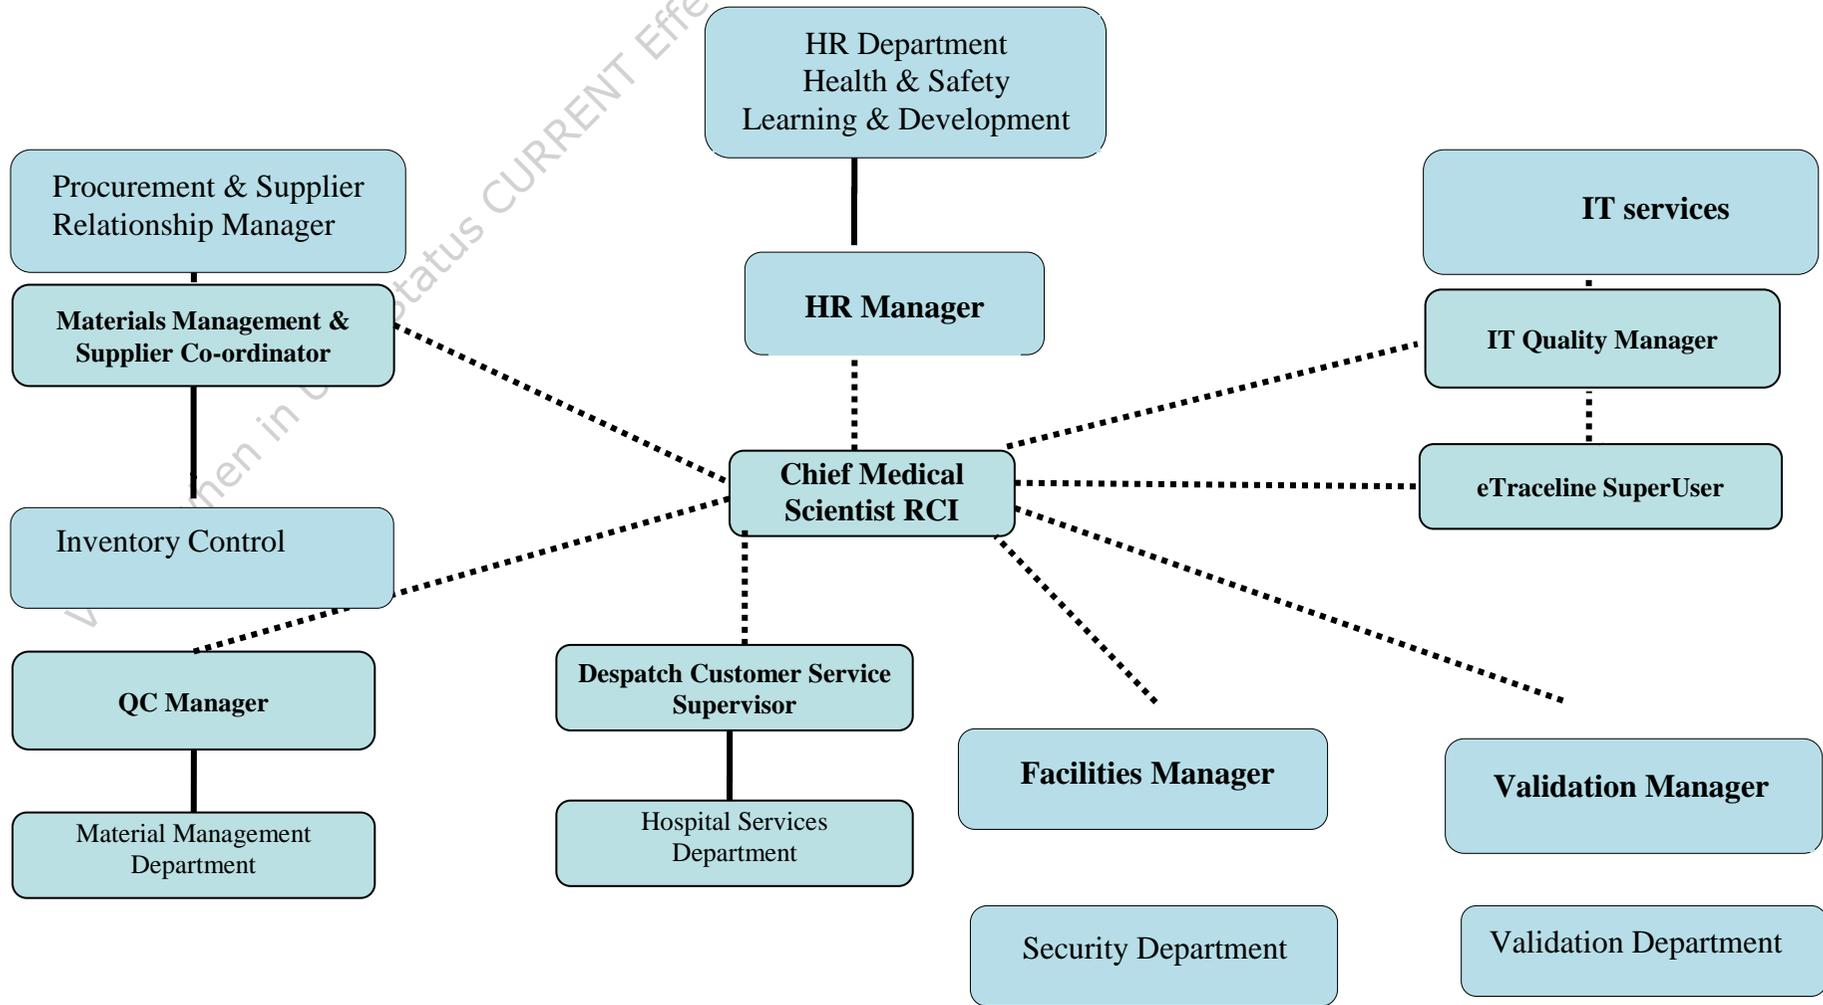 HR Department
Health & Safety
Learning & Development
Procurement & Supplier
Relationship Manager
IT services
Materials Management &
Supplier Co-ordinator
HR Manager
IT Quality Manager
Chief Medical
Scientist RCI
eTraceline SuperUser
Inventory Control
QC Manager
Despatch Customer Service
Supervisor
Facilities Manager
Validation Manager
Material Management
Department
Hospital Services
Department
Security Department
Validation Department
when in
Status CURRENT